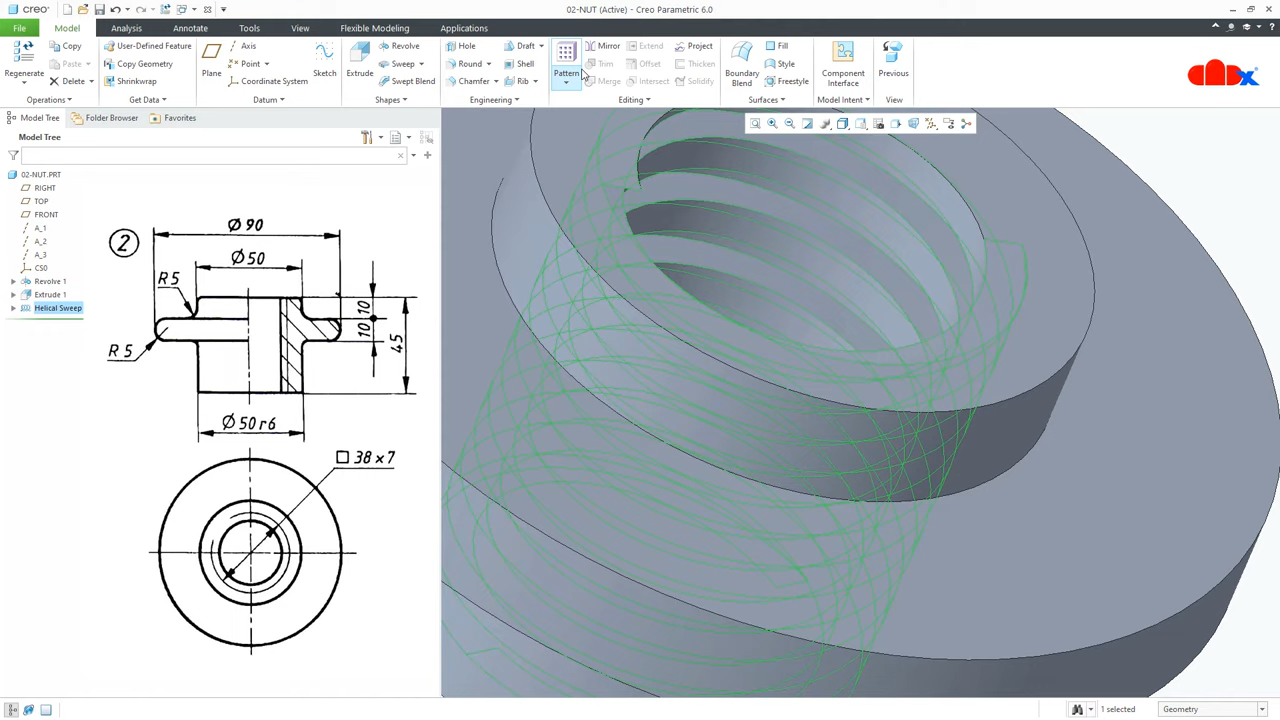 creo
02-NUT (Active) - Creo Parametric 6.0
File
Model
Analysis
Annotate
Tools
View
Flexible Modeling
Applications
Regenerate
Copy
Paste
Delete
Operations
User-Defined Feature
Copy Geometry
Shrinkwrap
Get Data
Plane
Axis
Point
Coordinate System
Sketch
Datum
Extrude
Revolve
Sweep
Swept Blend
Shapes
Hole
Round
Chamfer
Draft
Shell
Rib
Engineering
Pattern
Mirror
Trim
Merge
Extend
Offset
Intersect
Project
Thicken
Solidify
Editing
Boundary
Blend
Fill
Style
Freestyle
Surfaces
Component
Interface
Model Intent
Previous
View
Model Tree
Folder Browser
Favorites
Model Tree
02-NUT.PRT
RIGHT
TOP
FRONT
A_1
A_2
A_3
CS0
Revolve 1
Extrude 1
Helical Sweep
2
Ø 90
Ø 50
R 5
10
10
45
R 5
Ø 50 r6
□ 38×7
1 selected
Geometry